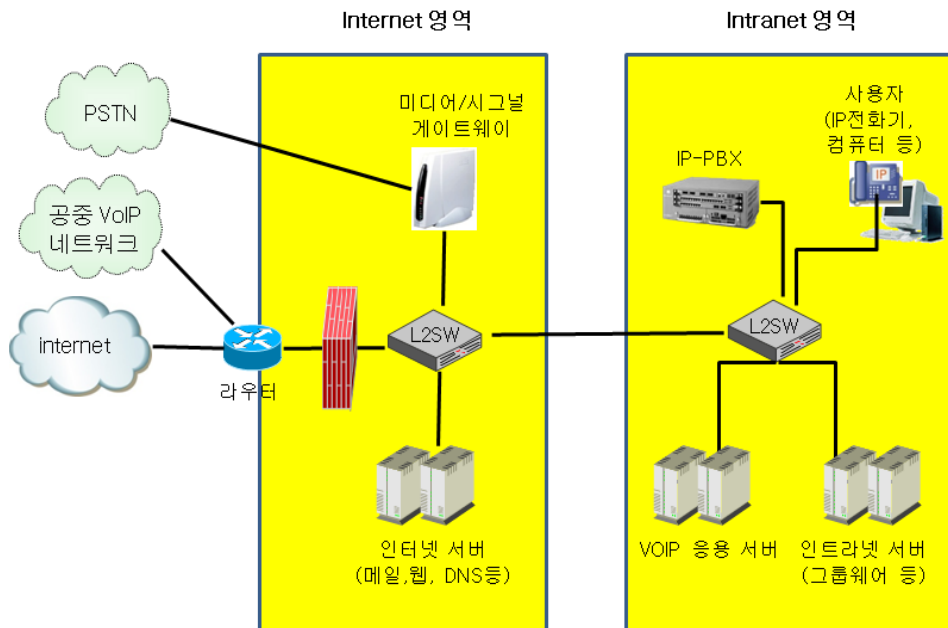 Internet 영역
Intranet 영역
PSTN
미디어/시그널
게이트웨이
사용자
(IP전화기,
컴퓨터 등)
IP-PBX
IP
공중 VoIP
네트워크
internet
라우터
L2SW
L2SW
인터넷 서버
(메일,웹, DNS등)
VOIP 응용 서버
인트라넷 서버
(그룹웨어 등)